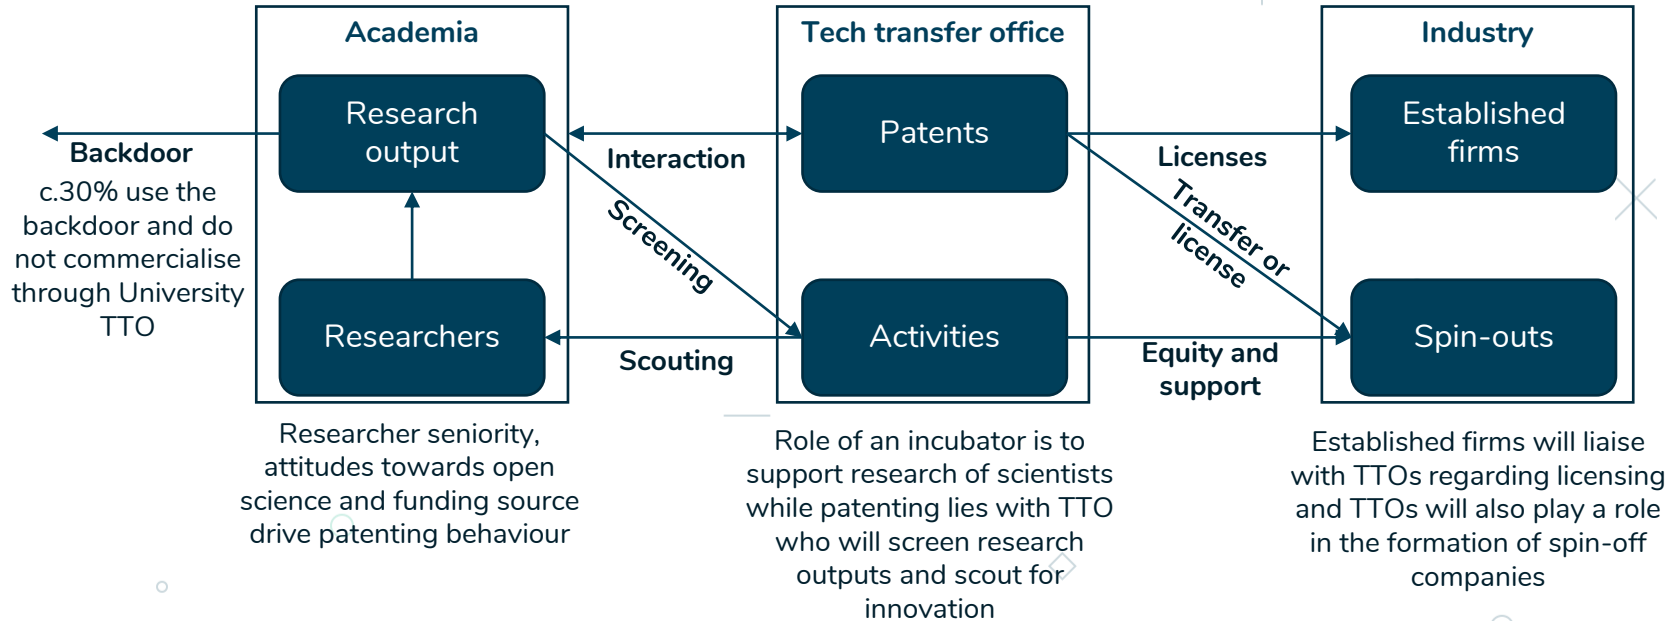 Academia
Research
output
Researchers
Backdoor
c.30% use the
backdoor and do
not commercialise
through University
TTO
Researcher seniority,
attitudes towards open
science and funding source
drive patenting behaviour
Interaction
Screening
Scouting
Tech transfer office
Patents
Activities
Role of an incubator is to
support research of scientists
while patenting lies with TTO
who will screen research
outputs and scout for
innovation
Licenses
Transfer or
license
Equity and
support
Industry
Established
firms
Spin-outs
Established firms will liaise
with TTOs regarding licensing
and TTOs will also play a role
in the formation of spin-off
companies